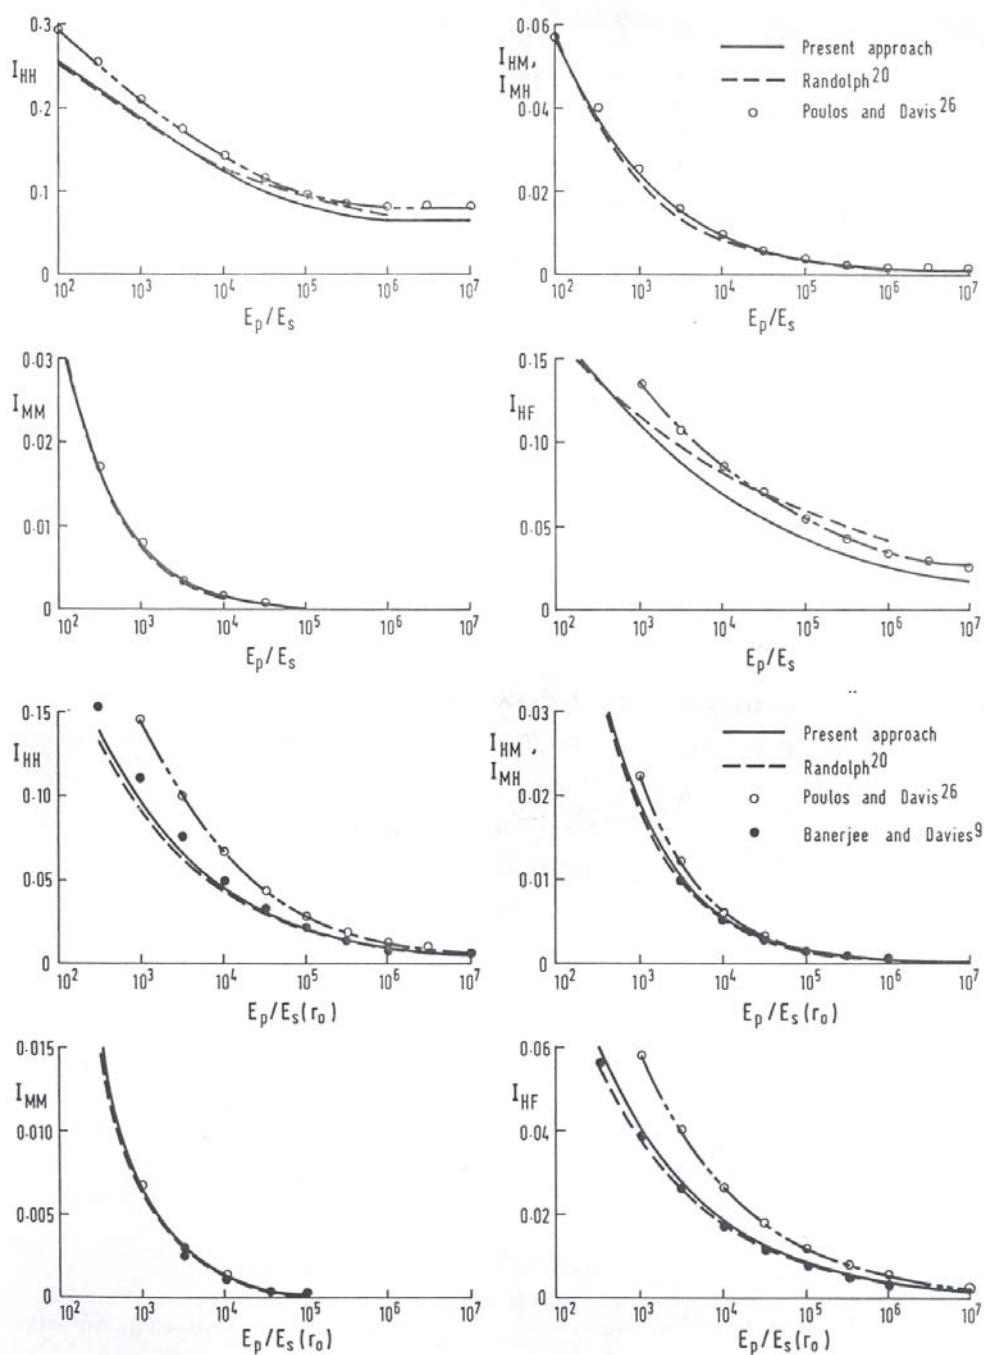 0·3
I_HH
0·2
0·1
0
10² 10³ 10⁴ 10⁵ 10⁶ 10⁷
E_p/E_s
0·06
I_HM,
I_MH
0·04
0·02
0
10² 10³ 10⁴ 10⁵ 10⁶ 10⁷
E_p/E_s
Present approach
Randolph²⁰
Poulos and Davis²⁶
0·03
I_MM
0·02
0·01
0
10² 10³ 10⁴ 10⁵ 10⁶ 10⁷
E_p/E_s
0·15
I_HF
0·10
0·05
0
10² 10³ 10⁴ 10⁵ 10⁶ 10⁷
E_p/E_s
0·15
I_HH
0·10
0·05
0
10² 10³ 10⁴ 10⁵ 10⁶ 10⁷
E_p/E_s(r₀)
0·03
I_HM,
I_MH
0·02
0·01
0
10² 10³ 10⁴ 10⁵ 10⁶ 10⁷
E_p/E_s(r₀)
Present approach
Randolph²⁰
Poulos and Davis²⁶
Banerjee and Davies⁹
0·015
I_MM
0·010
0·005
0
10² 10³ 10⁴ 10⁵ 10⁶ 10⁷
E_p/E_s(r₀)
0·06
I_HF
0·04
0·02
0
10² 10³ 10⁴ 10⁵ 10⁶ 10⁷
E_p/E_s(r₀)